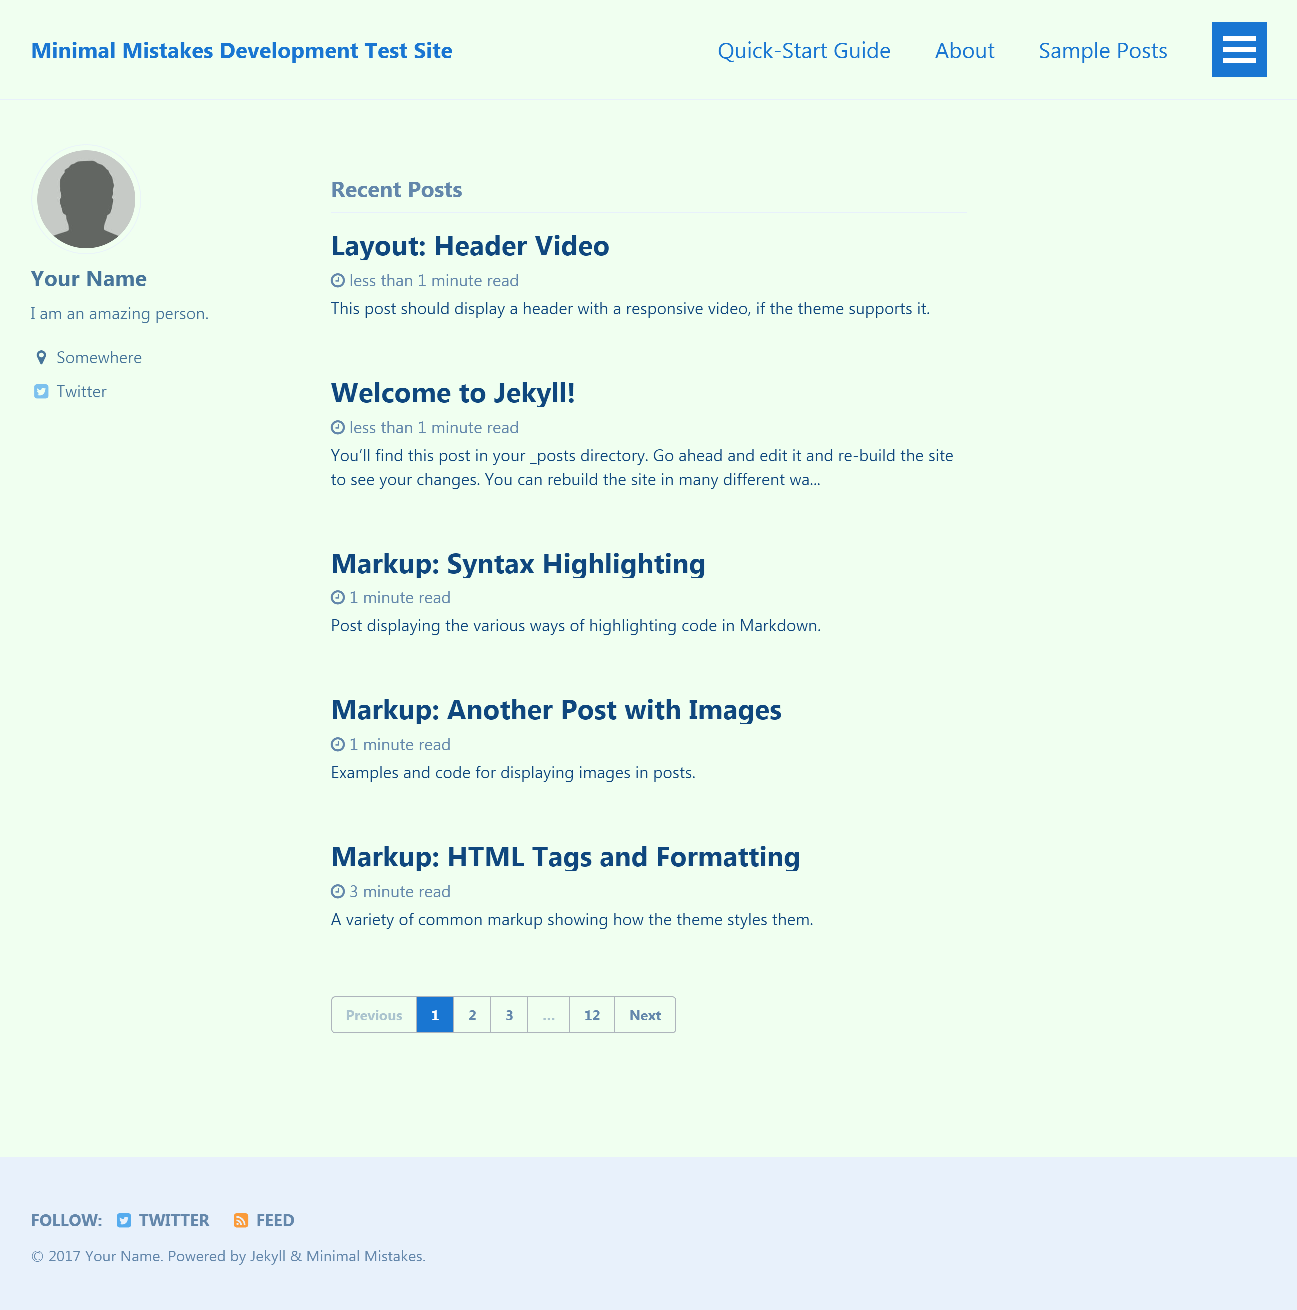 Minimal Mistakes Development Test Site
Quick-Start Guide
About
Sample Posts
Your Name
I am an amazing person.
Somewhere
Twitter
Recent Posts
Layout: Header Video
less than 1 minute read
This post should display a header with a responsive video, if the theme supports it.
Welcome to Jekyll!
less than 1 minute read
You’ll find this post in your _posts directory. Go ahead and edit it and re-build the site
to see your changes. You can rebuild the site in many different wa...
Markup: Syntax Highlighting
1 minute read
Post displaying the various ways of highlighting code in Markdown.
Markup: Another Post with Images
1 minute read
Examples and code for displaying images in posts.
Markup: HTML Tags and Formatting
3 minute read
A variety of common markup showing how the theme styles them.
Previous 1 2 3 ... 12 Next
FOLLOW: TWITTER FEED
© 2017 Your Name. Powered by Jekyll & Minimal Mistakes.